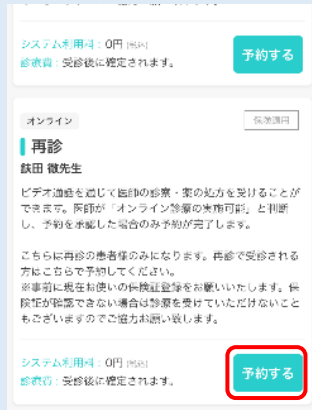 システム利用料：0円 (税込)
診療費：受診後に確定されます。
予約する
オンライン
保険適用
再診
鉃田 徹先生
ビデオ通話を通じて医師の診察・薬の処方を受けることが
できます。医師が「オンライン診療の実施可能」と判断
し、予約を承認した場合のみ予約が完了します。
こちらは再診の患者様のみになります。再診で受診される
方はこちらで予約してください。
※事前に現在お使いの保険証登録をお願いいたします。保
険証が確認できない場合は診療を受けていただけないこと
もございますのでご協力お願い致します。
システム利用料：0円 (税込)
診療費：受診後に確定されます。
予約する